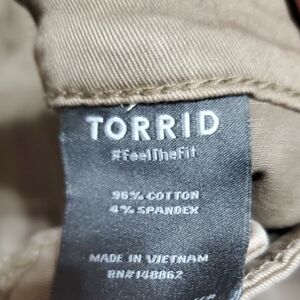 TORRID
#FeelTheFit
96% COTTON
4% SPANDEX
MADE IN VIETNAM
RN#148862